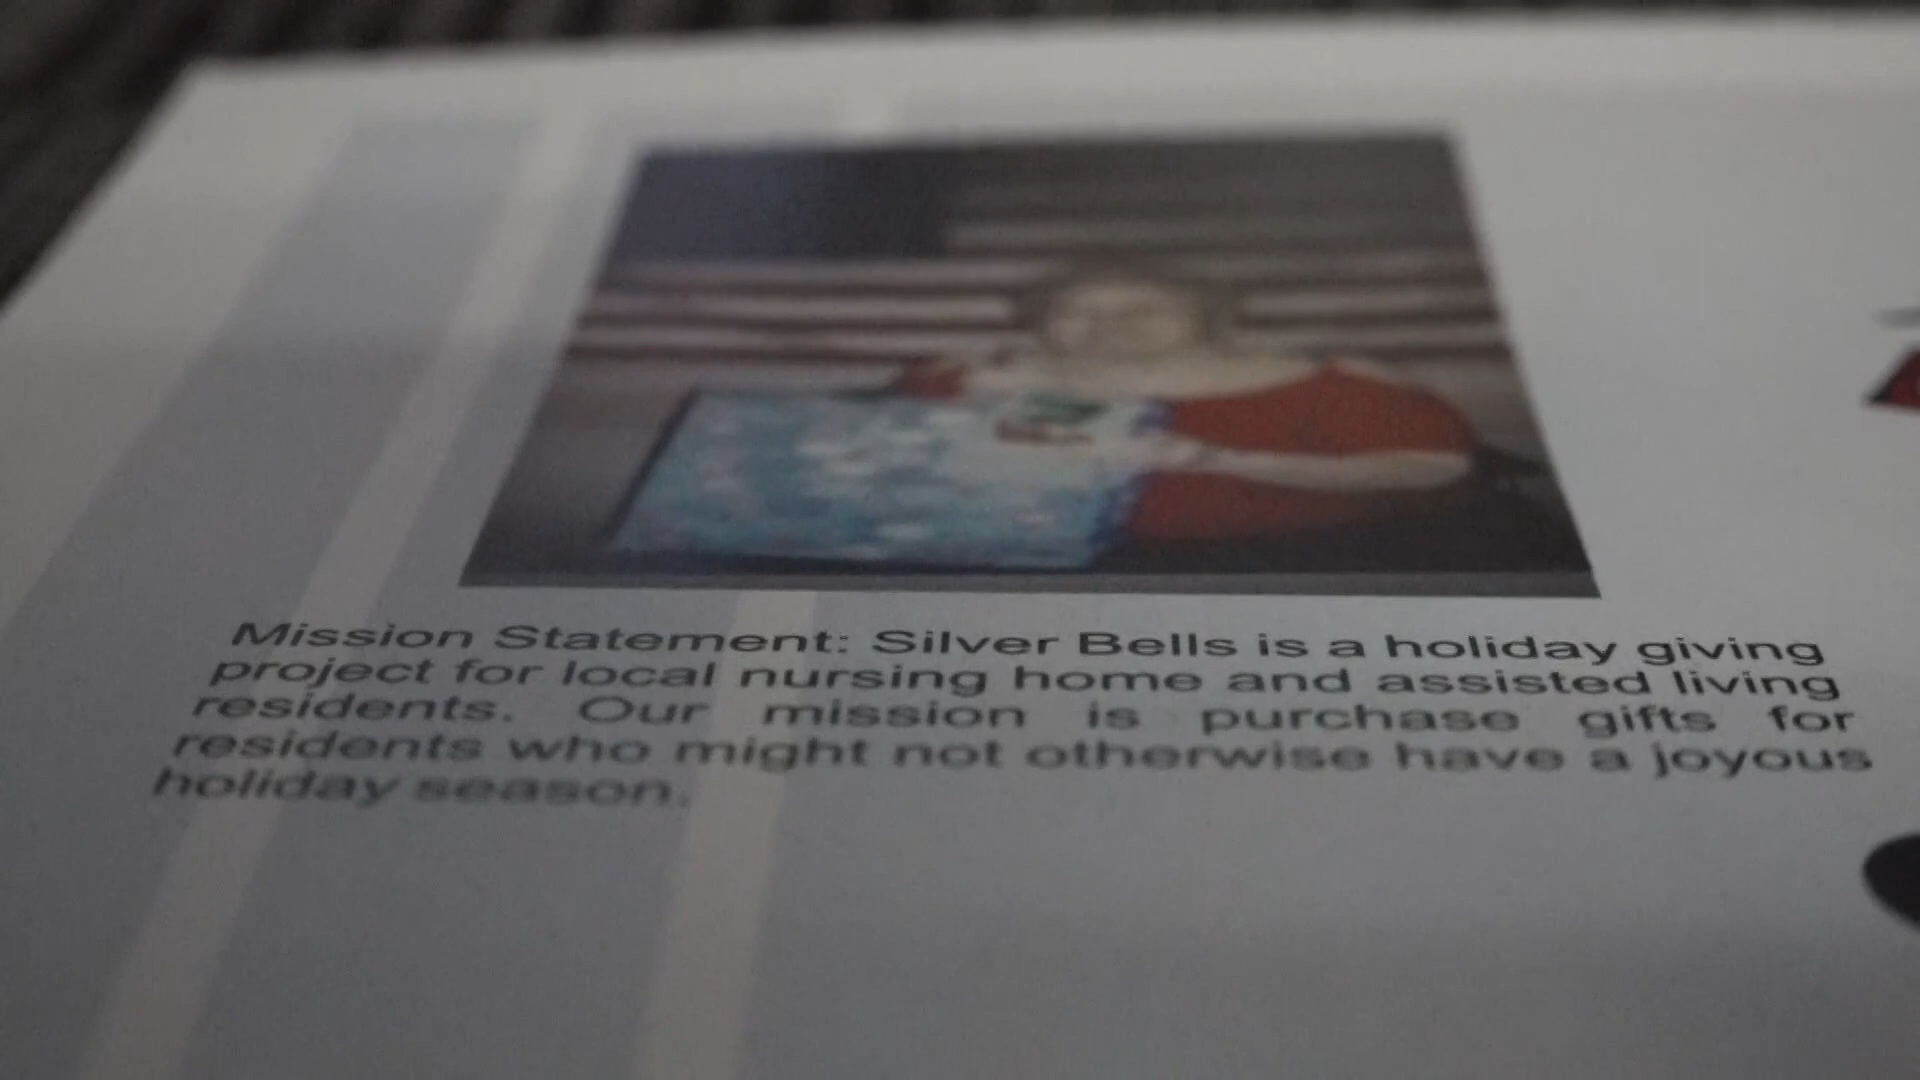 Mission Statement: Silver Bells is a holiday giving
project for local nursing home and assisted living
residents. Our mission is purchase gifts for
residents who might not otherwise have a joyous
holiday season.